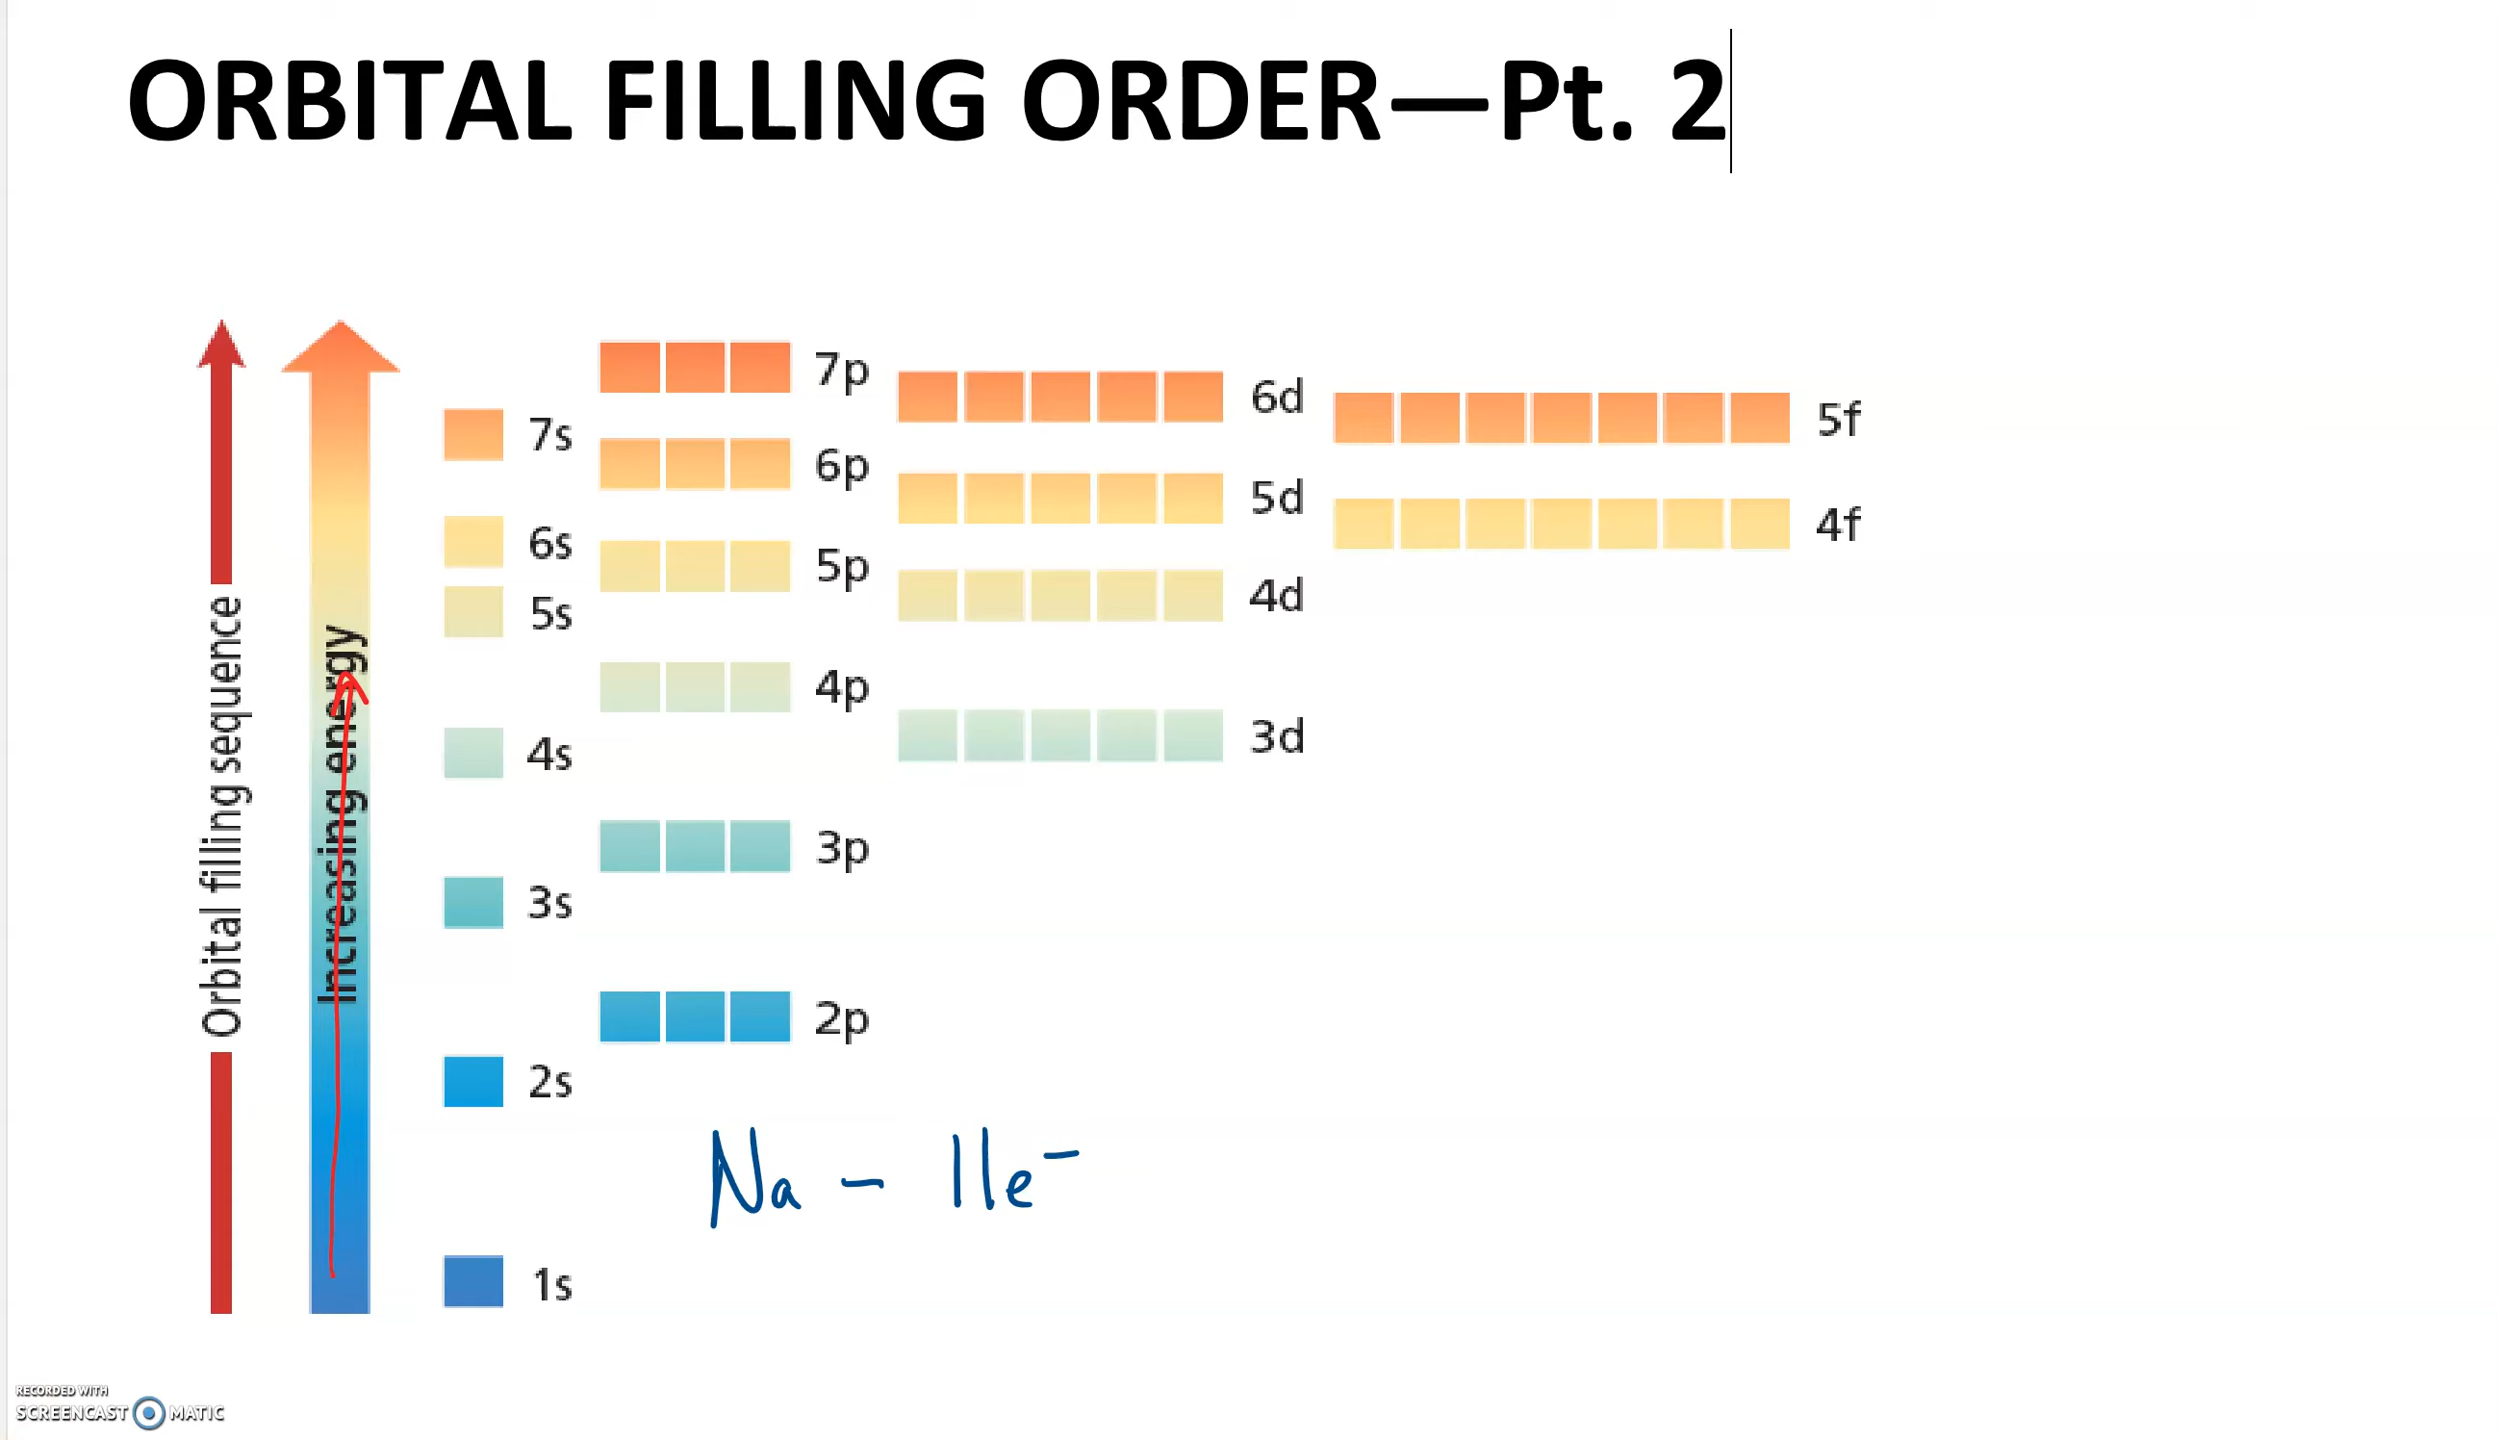 ORBITAL FILLING ORDER—Pt. 2
Orbital filling sequence
Increasing energy
7p
6d
5f
7s
6p
5d
4f
6s
5p
4d
5s
4p
3d
4s
3p
3s
2p
2s
Na – 11e⁻
1s
RECORDED WITH
SCREENCAST MATIC